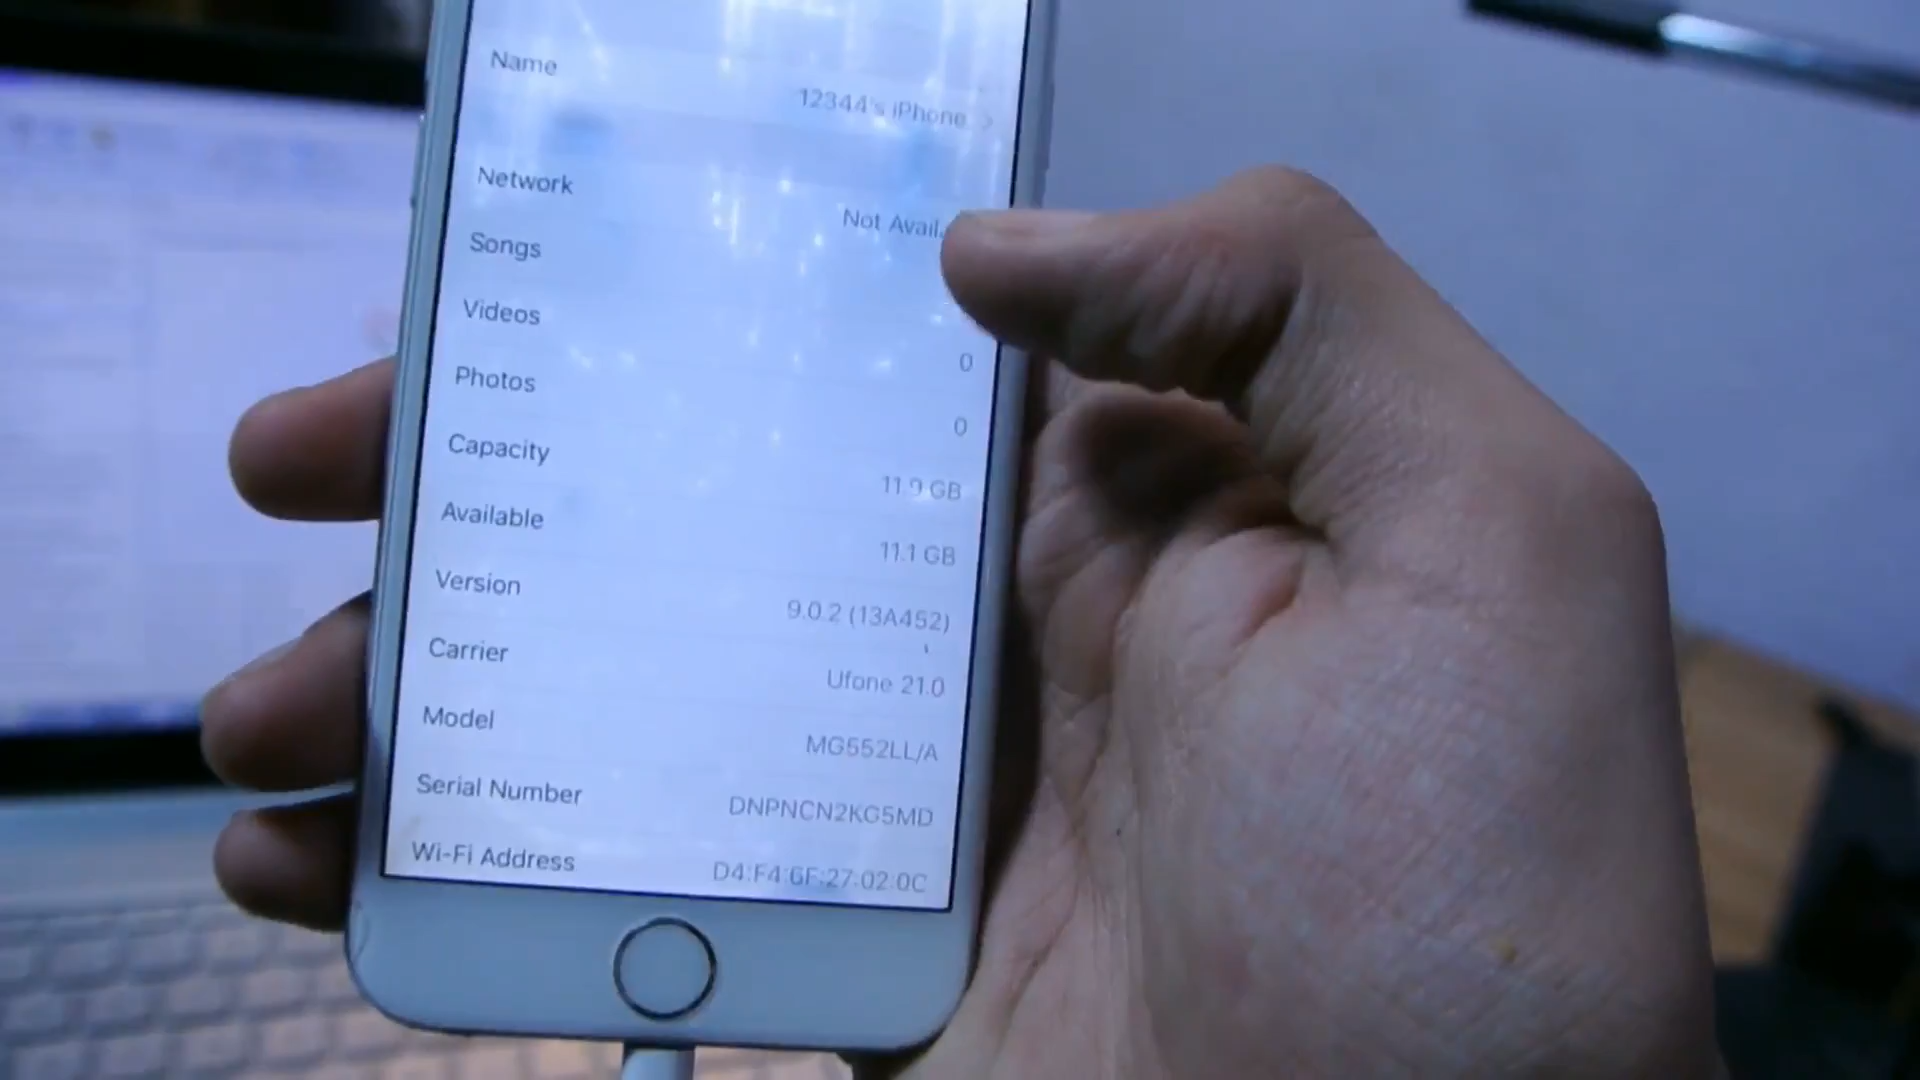 Name
12344's iPhone
Network
Not Availa
Songs
Videos
0
Photos
0
Capacity
11.9 GB
Available
11.1 GB
Version
9.0.2 (13A452)
Carrier
Ufone 21.0
Model
MG552LL/A
Serial Number
DNPNCN2KG5MD
Wi-Fi Address
D4:F4:6F:27:02:0C